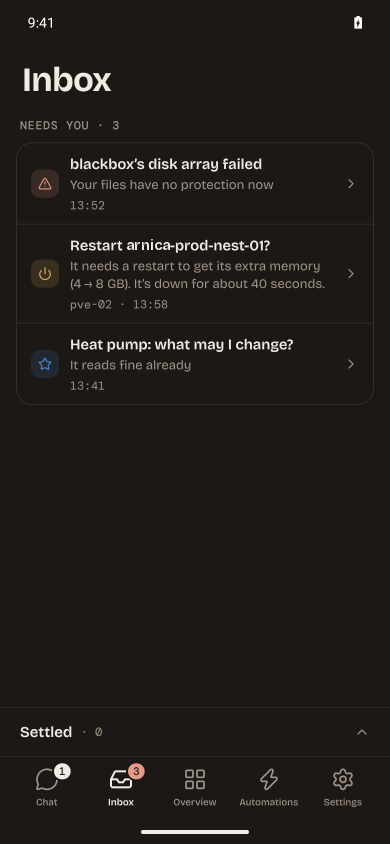 9:41
Inbox
NEEDS YOU · 3
blackbox's disk array failed
Your files have no protection now
13:52
Restart arnica-prod-nest-01?
It needs a restart to get its extra memory
(4 → 8 GB). It's down for about 40 seconds.
pve-02 · 13:58
Heat pump: what may I change?
It reads fine already
13:41
Settled · 0
1
3
Chat
Inbox
Overview
Automations
Settings